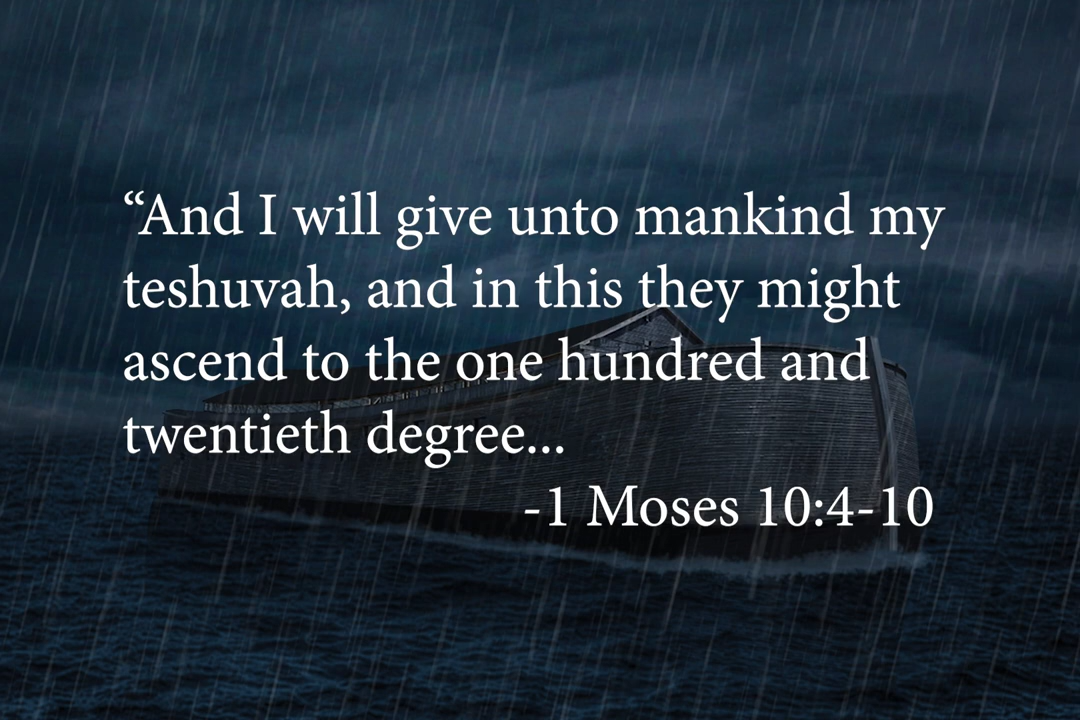 “And I will give unto mankind my
teshuvah, and in this they might
ascend to the one hundred and
twentieth degree...
-1 Moses 10:4-10